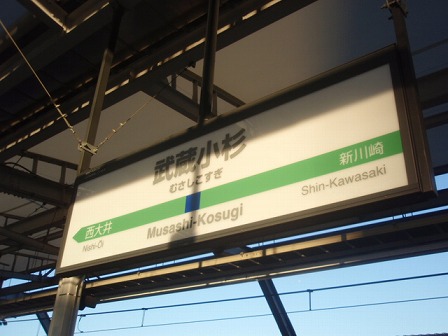 武蔵小杉
むさしこすぎ
西大井
新川崎
Nishi-Ōi
Musashi-Kosugi
Shin-Kawasaki